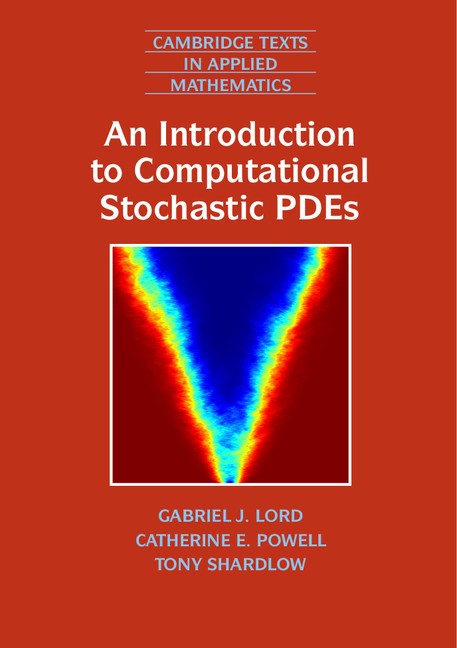 CAMBRIDGE TEXTS
IN APPLIED
MATHEMATICS
An Introduction
to Computational
Stochastic PDEs
GABRIEL J. LORD
CATHERINE E. POWELL
TONY SHARDLOW